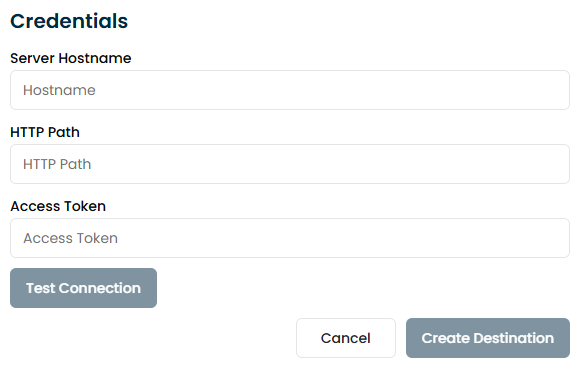 Credentials
Server Hostname
Hostname
HTTP Path
HTTP Path
Access Token
Access Token
Test Connection
Cancel
Create Destination